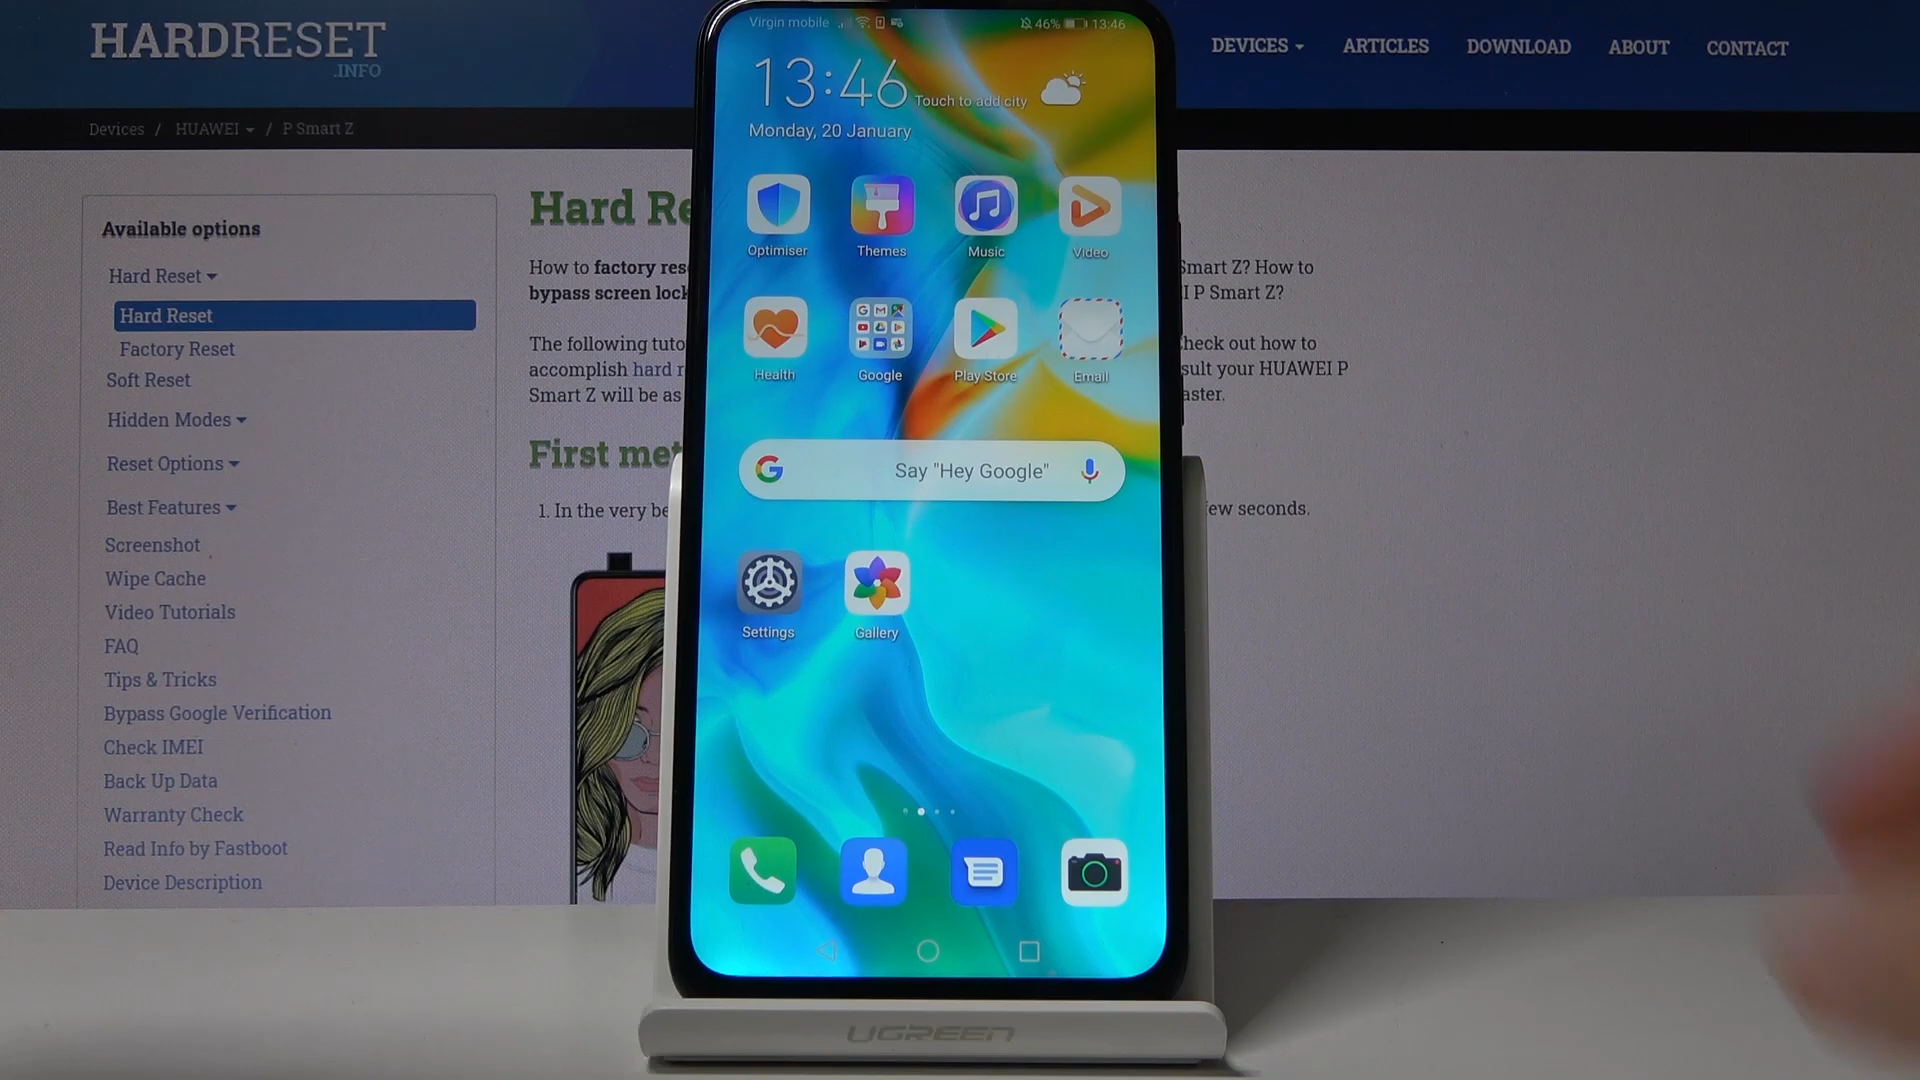 HARDRESET
.INFO
DEVICES ARTICLES DOWNLOAD ABOUT CONTACT
Devices / HUAWEI / P Smart Z
Available options
Hard Reset
Hard Reset
Factory Reset
Soft Reset
Hidden Modes
Reset Options
Best Features
Screenshot
Wipe Cache
Video Tutorials
FAQ
Tips & Tricks
Bypass Google Verification
Check IMEI
Back Up Data
Warranty Check
Read Info by Fastboot
Device Description
Hard Re
How to factory res
bypass screen lock
The following tuto
accomplish hard r
Smart Z will be as
First met
1. In the very be
Smart Z? How to
I P Smart Z?
heck out how to
sult your HUAWEI P
aster.
ew seconds.
Virgin mobile 46% 13:46
13:46 Touch to add city
Monday, 20 January
Optimiser Themes Music Video
Health Google Play Store Email
G Say "Hey Google"
Settings Gallery
UGREEN